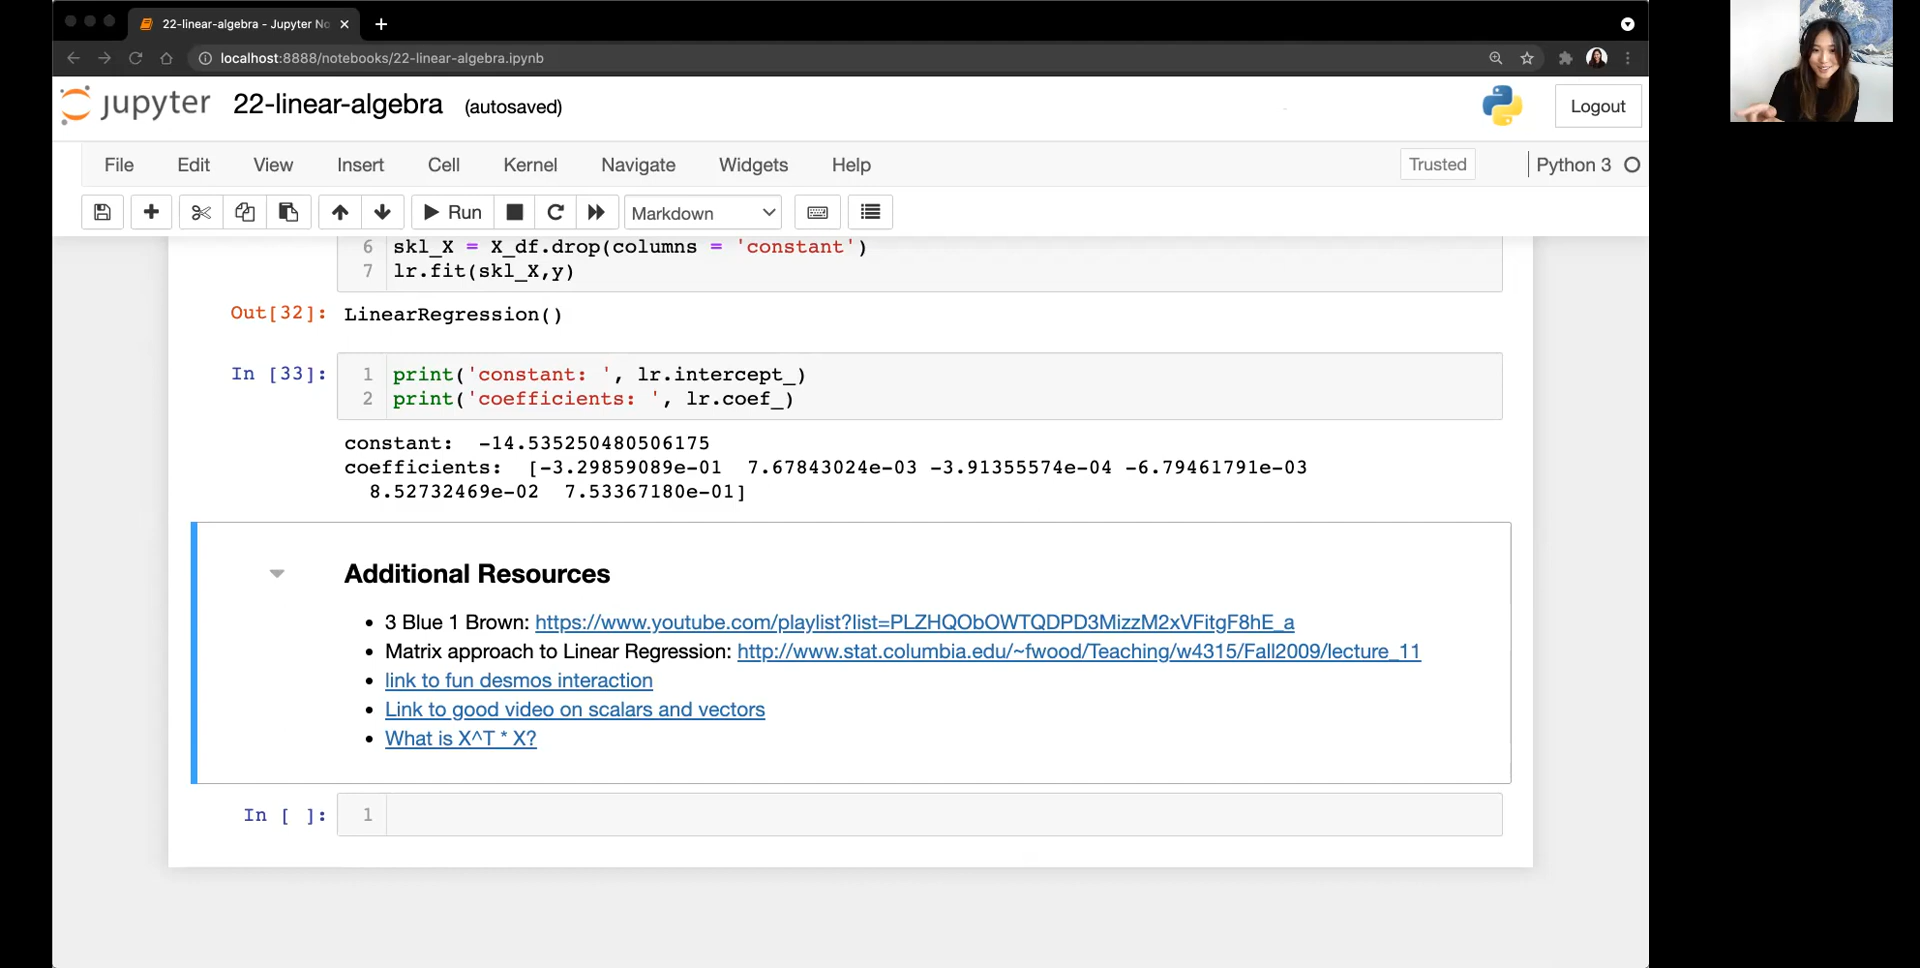 22-linear-algebra - Jupyter No
localhost:8888/notebooks/22-linear-algebra.ipynb
jupyter 22-linear-algebra (autosaved)
Logout
File Edit View Insert Cell Kernel Navigate Widgets Help
Trusted
Python 3
Run
Markdown
6 skl_X = X_df.drop(columns = 'constant')
7 lr.fit(skl_X,y)
Out[32]: LinearRegression()
In [33]:
1 print('constant: ', lr.intercept_)
2 print('coefficients: ', lr.coef_)
constant:  -14.535250480506175
coefficients:  [-3.29859089e-01  7.67843024e-03 -3.91355574e-04 -6.79461791e-03
8.52732469e-02  7.53367180e-01]
Additional Resources
• 3 Blue 1 Brown: https://www.youtube.com/playlist?list=PLZHQObOWTQDPD3MizzM2xVFitgF8hE_a
• Matrix approach to Linear Regression: http://www.stat.columbia.edu/~fwood/Teaching/w4315/Fall2009/lecture_11
• link to fun desmos interaction
• Link to good video on scalars and vectors
• What is X^T * X?
In [ ]: 1